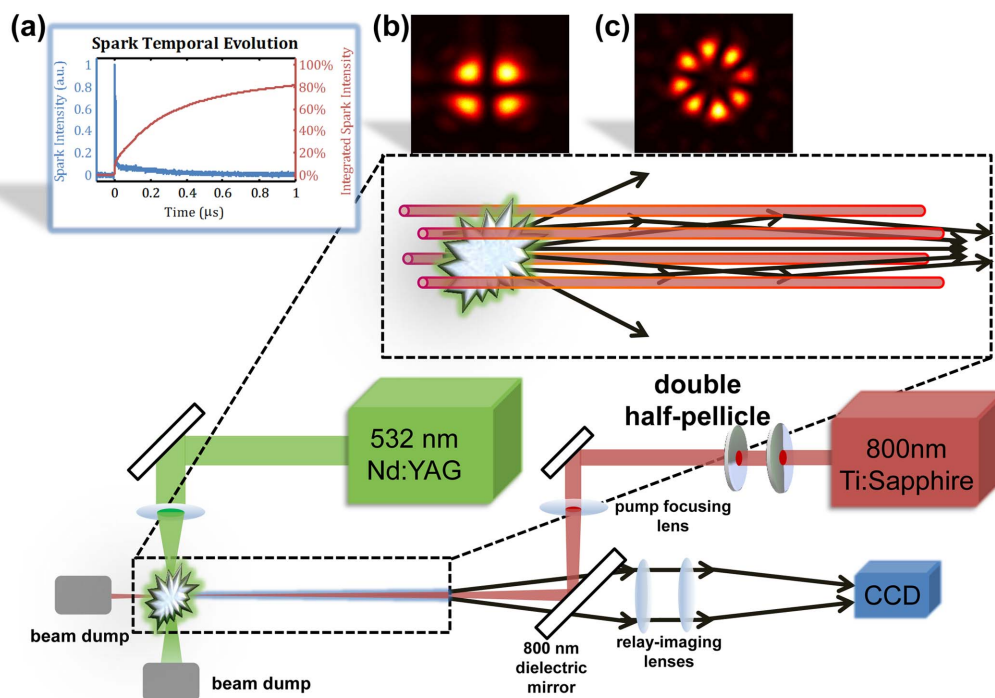 (a)
Spark Temporal Evolution
Spark Intensity (a.u.)
1
0.8
0.6
0.4
0.2
0
100%
80%
60%
40%
20%
0%
Integrated Spark Intensity
0
0.2
0.4
0.6
0.8
1
Time (μs)
(b)
(c)
532 nm
Nd:YAG
double
half-pellicle
800nm
Ti:Sapphire
pump focusing
lens
beam dump
beam dump
800 nm
dielectric
mirror
relay-imaging
lenses
CCD